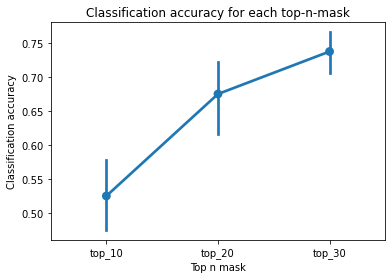 Classification accuracy for each top-n-mask
Classification accuracy
0.75
0.70
0.65
0.60
0.55
0.50
top_10 top_20 top_30
Top n mask